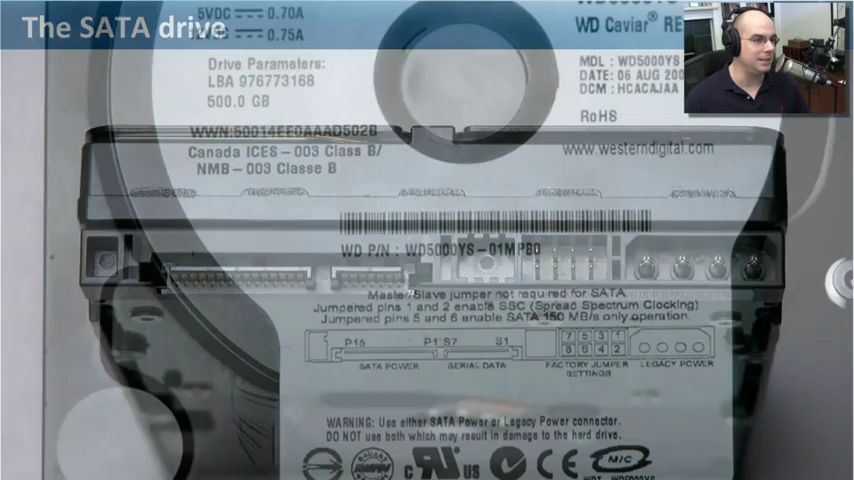 The SATA drive
5VDC 0.70A
0.75A
WD Caviar® RE
Drive Parameters:
LBA 976773168
500.0 GB
MDL : WD5000YS
DATE: 06 AUG 200
DCM : HCACAJAA
RoHS
WWN:50014EE0AAAD502B
Canada ICES-003 Class B/
NMB-003 Classe B
www.westerndigital.com
WD P/N : WD5000YS-01MPB0
Master/Slave jumper not required for SATA
Jumpered pins 1 and 2 enable SSC (Spread Spectrum Clocking)
Jumpered pins 5 and 6 enable SATA 150 MB/s only operation
P15 P1 S7 S1 7 5 3 1
8 6 4 2
SATA POWER SERIAL DATA FACTORY JUMPER SETTINGS LEGACY POWER
WARNING: Use either SATA Power or Legacy Power connector.
DO NOT use both which may result in damage to the hard drive.
c US CE MIC